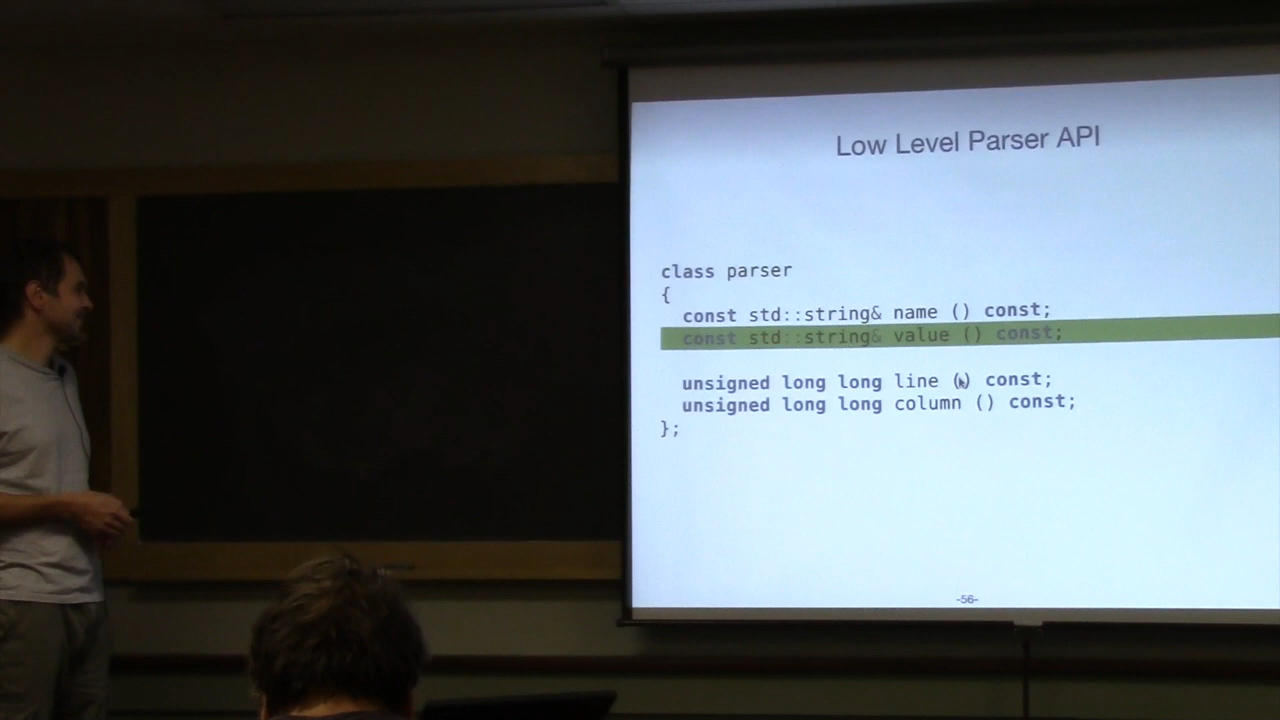 Low Level Parser API
class parser
{
const std::string& name () const;
const std::string& value () const;
unsigned long long line () const;
unsigned long long column () const;
};
-56-